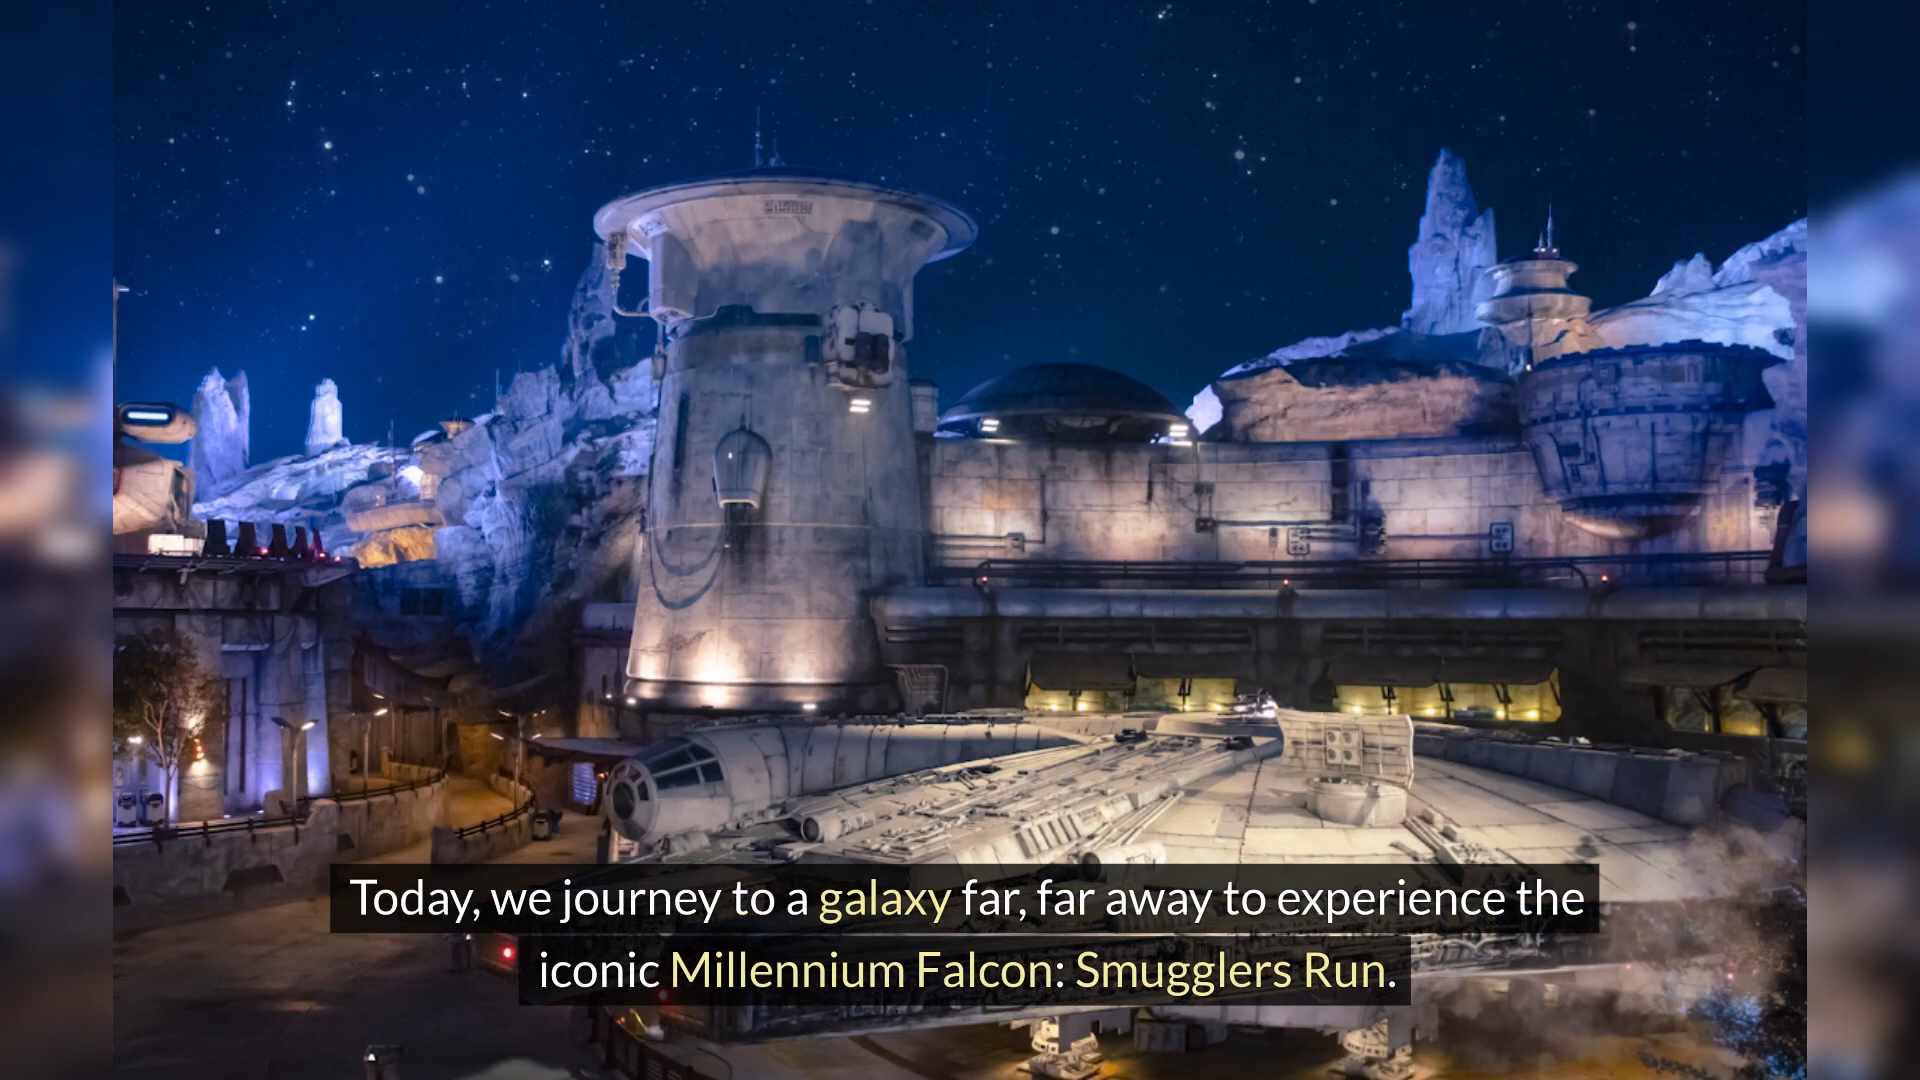 Today, we journey to a galaxy far, far away to experience the
iconic Millennium Falcon: Smugglers Run.